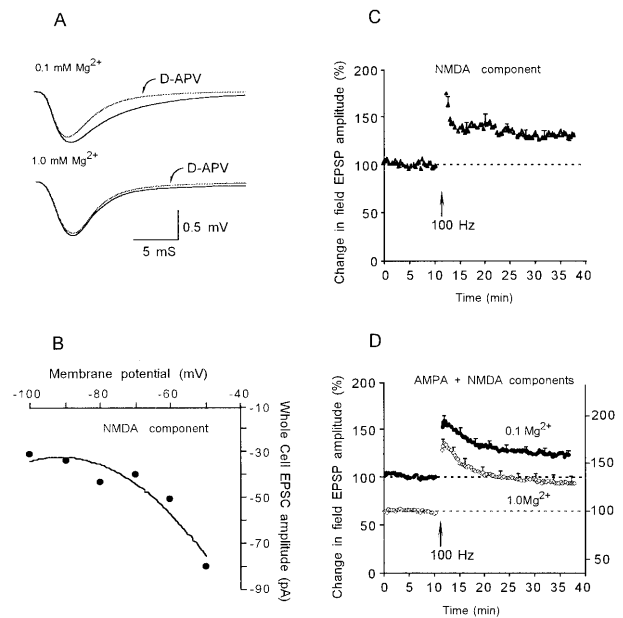 A
0.1 mM Mg2+
D-APV
1.0 mM Mg2+
D-APV
0.5 mV
5 mS
B
Membrane potential (mV)
-100 -80 -60 -40
-10
-30
-50
-70
-90
NMDA component
Whole Cell EPSC amplitude (pA)
C
Change in field EPSP amplitude (%)
200
150
100
50
0
NMDA component
100 Hz
0 5 10 15 20 25 30 35 40
Time (min)
D
Change in field EPSP amplitude (%)
200
150
100
50
0
AMPA + NMDA components
0.1 Mg2+
1.0Mg2+
100 Hz
200
150
100
50
0 5 10 15 20 25 30 35 40
Time (min)